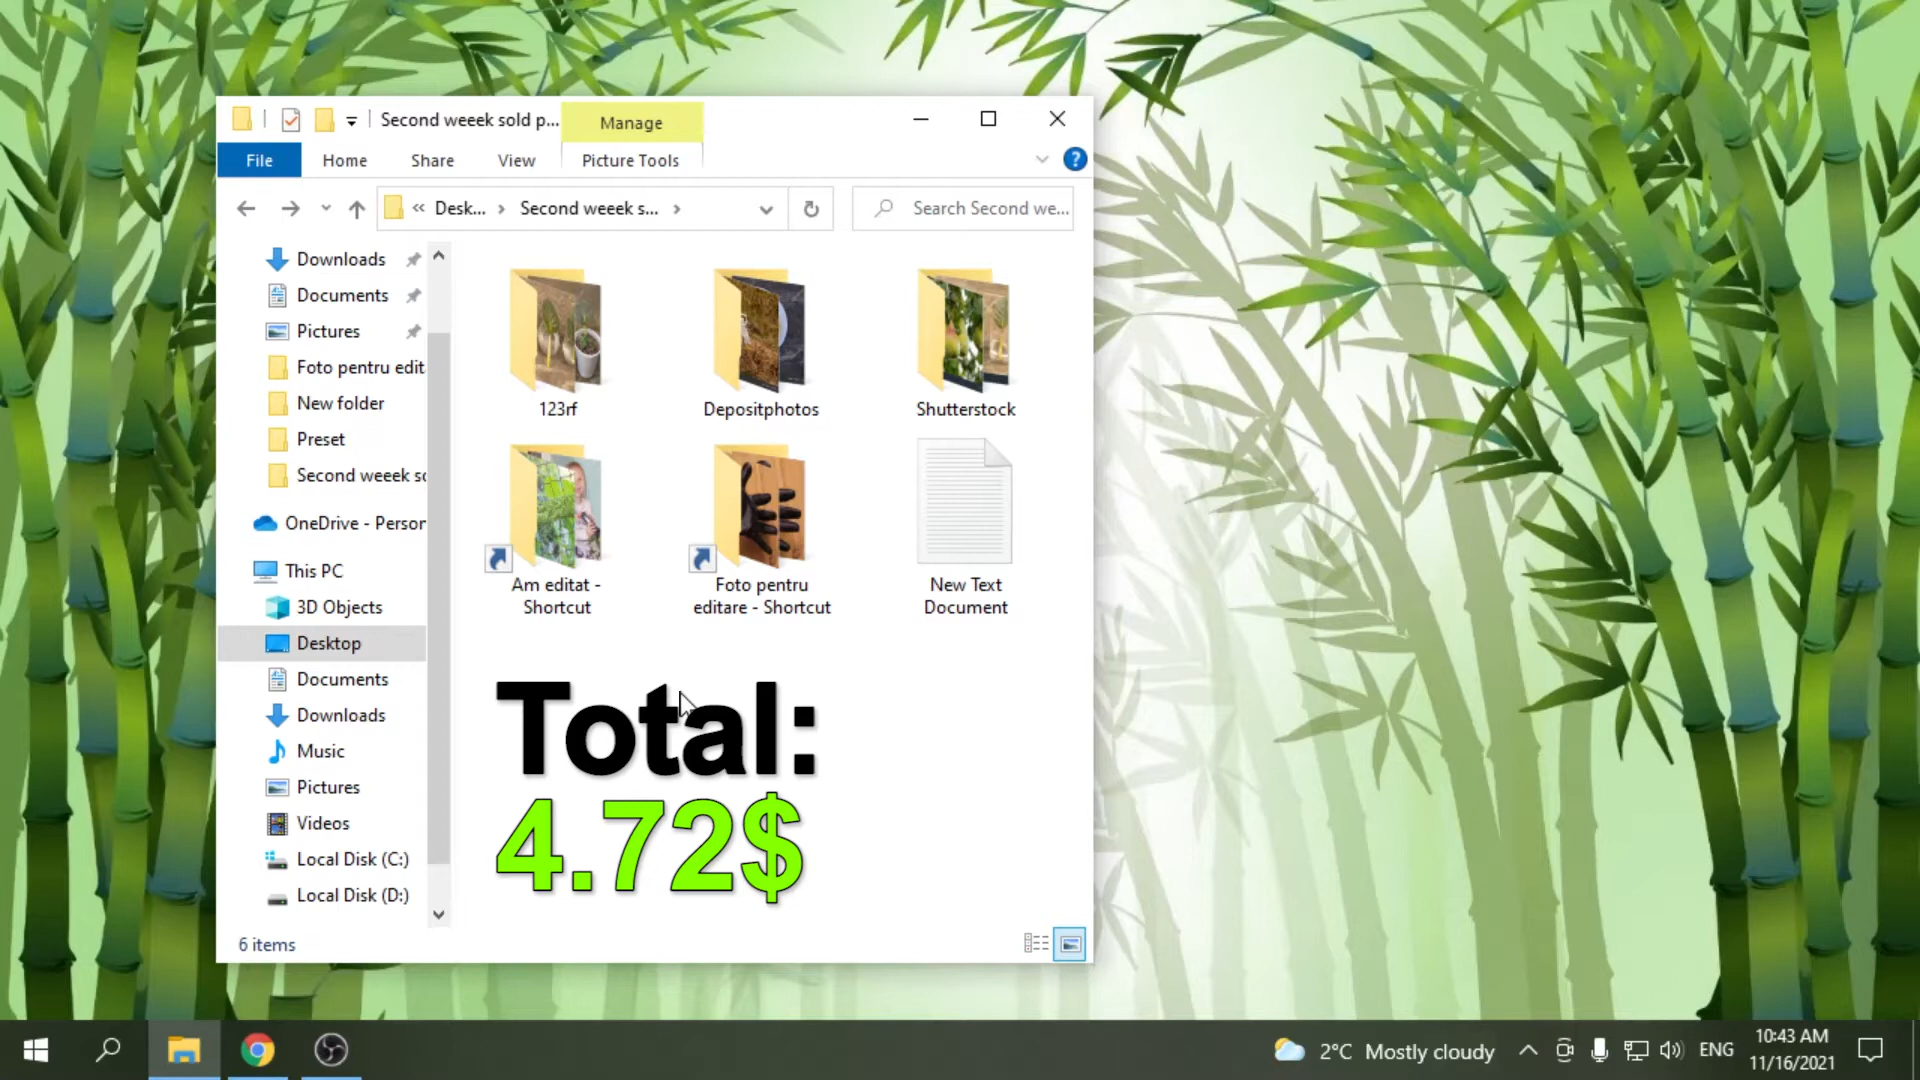 Second weeek sold p...
Manage
File
Home
Share
View
Picture Tools
« Desk... › Second weeek s... ›
Search Second we...
Downloads
Documents
Pictures
Foto pentru edit
New folder
Preset
Second weeek so
OneDrive - Person
This PC
3D Objects
Desktop
Documents
Downloads
Music
Pictures
Videos
Local Disk (C:)
Local Disk (D:)
123rf
Depositphotos
Shutterstock
Am editat -
Shortcut
Foto pentru
editare - Shortcut
New Text
Document
Total:
4.72$
6 items
2°C Mostly cloudy
ENG
10:43 AM
11/16/2021